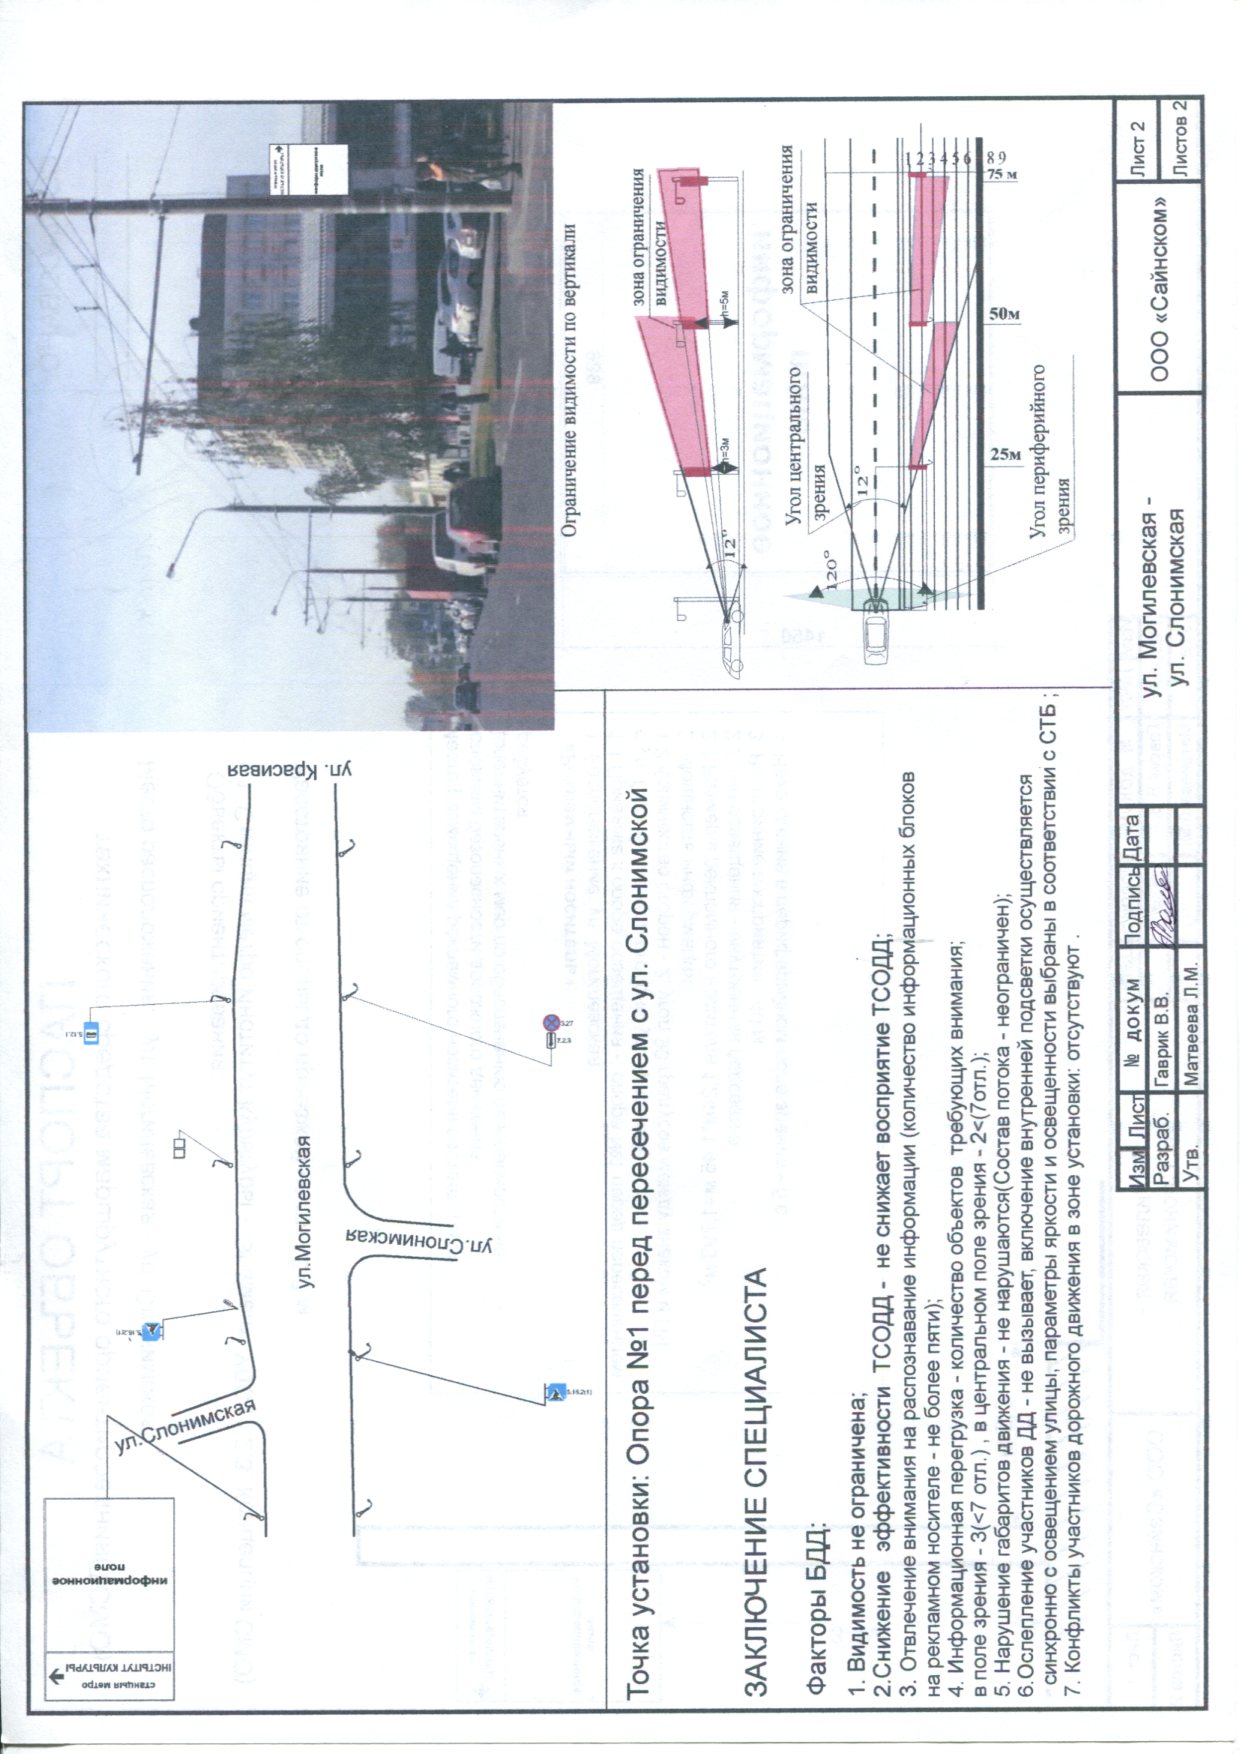 станцыя метро
ІНСТЫТУТ КУЛЬТУРЫ
информационное
поле
ул.Слонимская
5.16.2(1)
5.12.1
ул.Могилевская
ул. Красивая
ул.Слонимская
5.16.2(1)
3.27
7.2.3
Ограничение видимости по вертикали
зона ограничения
видимости
h=3м
h=5м
12°
Угол центрального
зрения
зона ограничения
видимости
120°
12°
1 2 3 4 5 6 8 9
25м
50м
75 м
Угол периферийного
зрения
Точка установки: Опора №1 перед пересечением с ул. Слонимской
ЗАКЛЮЧЕНИЕ СПЕЦИАЛИСТА
Факторы БДД:
1. Видимость не ограничена;
2.Снижение эффективности ТСОДД - не снижает восприятие ТСОДД;
3. Отвлечение внимания на распознавание информации (количество информационных блоков
на рекламном носителе - не более пяти);
4. Информационная перегрузка - количество объектов требующих внимания:
в поле зрения - 3(<7 отл.) , в центральном поле зрения - 2<(7отл.);
5. Нарушение габаритов движения - не нарушаются(Состав потока - неограничен);
6.Ослепление участников ДД - не вызывает, включение внутренней подсветки осуществляется
синхронно с освещением улицы, параметры яркости и освещенности выбраны в соответствии с СТБ ;
7. Конфликты участников дорожного движения в зоне установки: отсутствуют .
Изм Лист № докум Подпись Дата
Разраб. Гаврик В.В.
Утв. Матвеева Л.М.
ул. Могилевская -
ул. Слонимская
ООО «Сайнском»
Лист 2
Листов 2